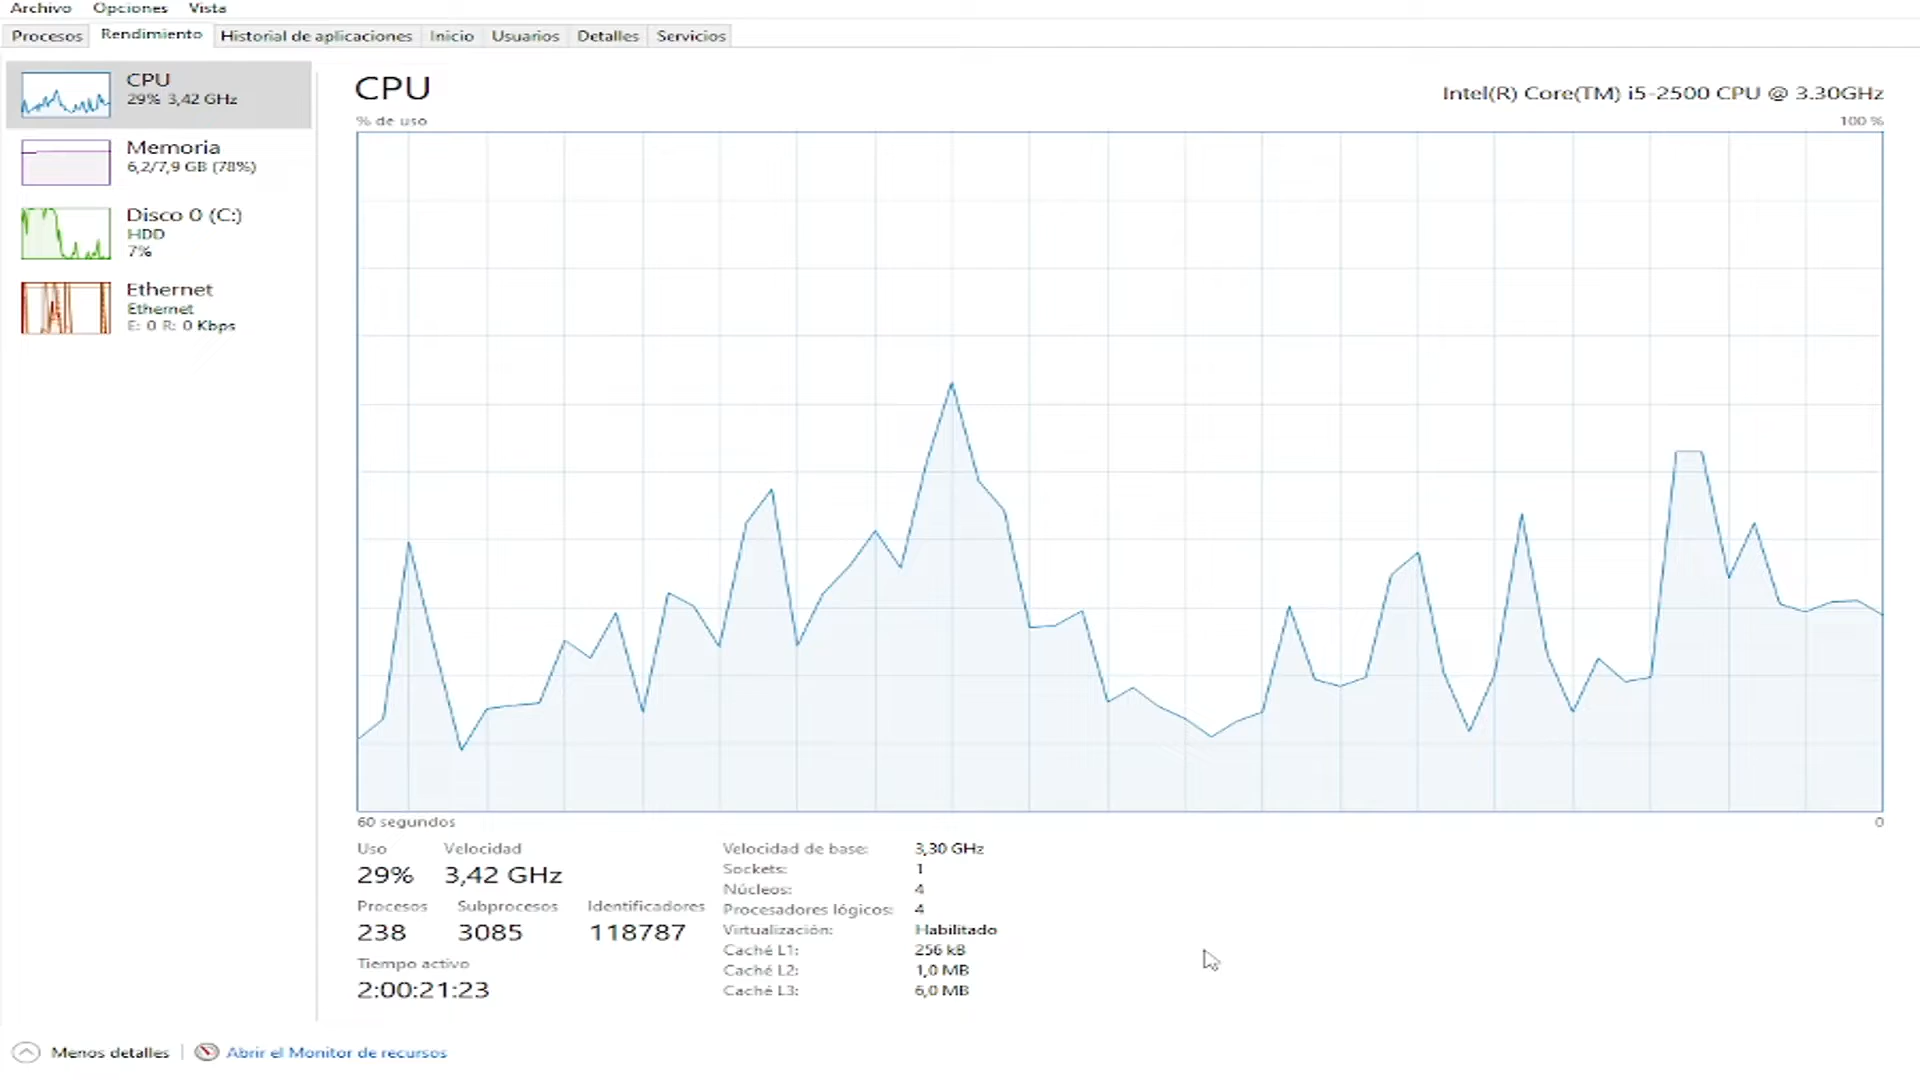 Archivo Opciones Vista
Procesos Rendimiento Historial de aplicaciones Inicio Usuarios Detalles Servicios
CPU
29% 3,42 GHz
Memoria
6,2/7,9 GB (78%)
Disco 0 (C:)
HDD
7%
Ethernet
Ethernet
E: 0 R: 0 Kbps
CPU
Intel(R) Core(TM) i5-2500 CPU @ 3.30GHz
% de uso
100 %
60 segundos
0
Uso Velocidad
29% 3,42 GHz
Procesos Subprocesos Identificadores
238 3085 118787
Tiempo activo
2:00:21:23
Velocidad de base: 3,30 GHz
Sockets: 1
Núcleos: 4
Procesadores lógicos: 4
Virtualización: Habilitado
Caché L1: 256 kB
Caché L2: 1,0 MB
Caché L3: 6,0 MB
Menos detalles
Abrir el Monitor de recursos